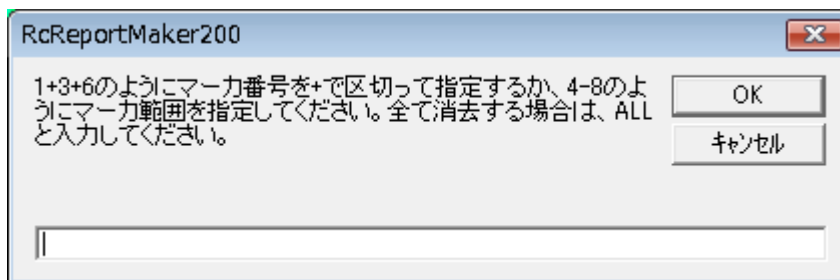 RcReportMaker200
1+3+6のようにマーカ番号を+で区切って指定するか、4-8のよ
うにマーカ範囲を指定してください。全て消去する場合は、ALL
と入力してください。
OK
キャンセル